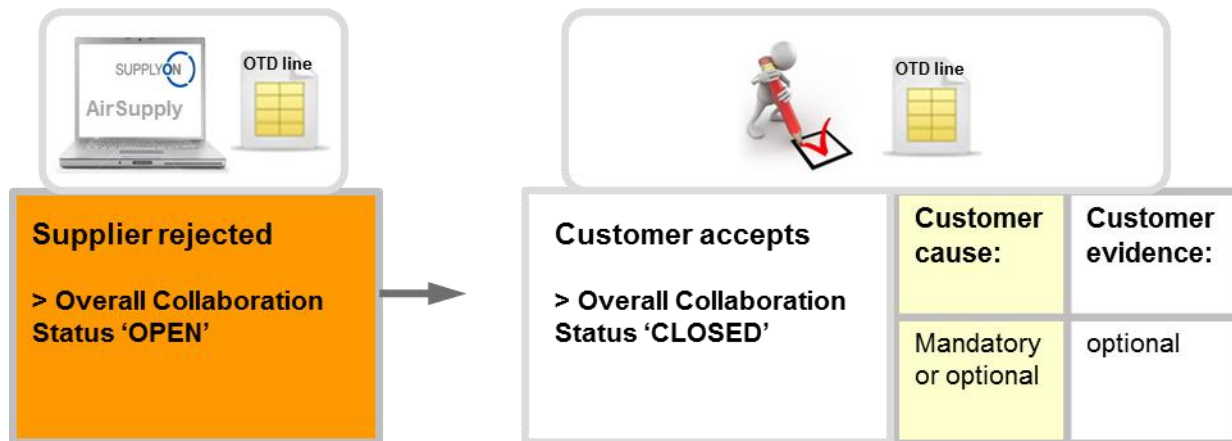 SUPPLYON
AirSupply
OTD line
OTD line
Supplier rejected
> Overall Collaboration
Status ‘OPEN’
Customer accepts
> Overall Collaboration
Status ‘CLOSED’
Customer
cause:
Customer
evidence:
Mandatory
or optional
optional